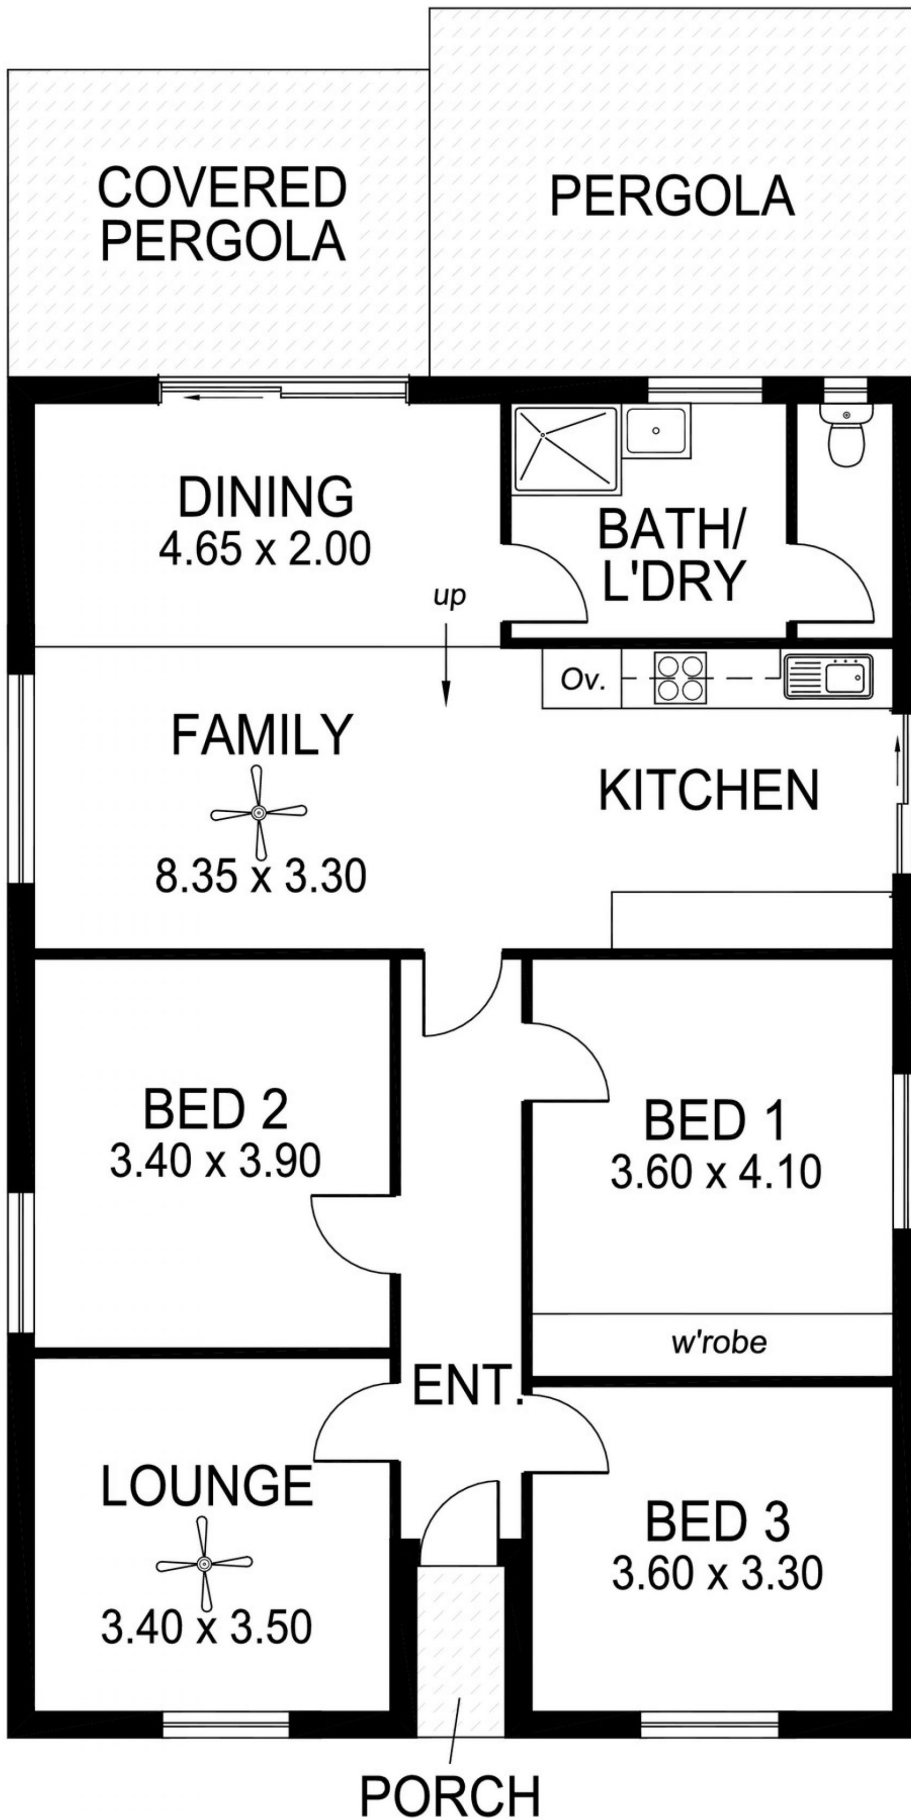 COVERED
PERGOLA
PERGOLA
DINING
4.65 x 2.00
BATH/
L'DRY
up
Ov.
FAMILY
8.35 x 3.30
KITCHEN
BED 2
3.40 x 3.90
BED 1
3.60 x 4.10
w'robe
ENT.
LOUNGE
3.40 x 3.50
BED 3
3.60 x 3.30
PORCH